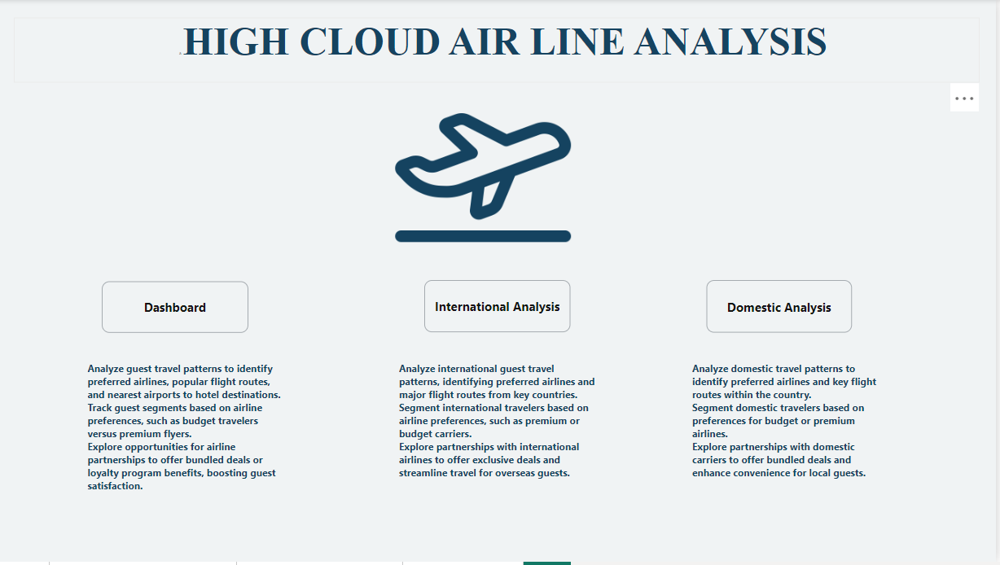 HIGH CLOUD AIR LINE ANALYSIS
Dashboard
International Analysis
Domestic Analysis
Analyze guest travel patterns to identify
preferred airlines, popular flight routes,
and nearest airports to hotel destinations.
Track guest segments based on airline
preferences, such as budget travelers
versus premium flyers.
Explore opportunities for airline
partnerships to offer bundled deals or
loyalty program benefits, boosting guest
satisfaction.
Analyze international guest travel
patterns, identifying preferred airlines and
major flight routes from key countries.
Segment international travelers based on
airline preferences, such as premium or
budget carriers.
Explore partnerships with international
airlines to offer exclusive deals and
streamline travel for overseas guests.
Analyze domestic travel patterns to
identify preferred airlines and key flight
routes within the country.
Segment domestic travelers based on
preferences for budget or premium
airlines.
Explore partnerships with domestic
carriers to offer bundled deals and
enhance convenience for local guests.